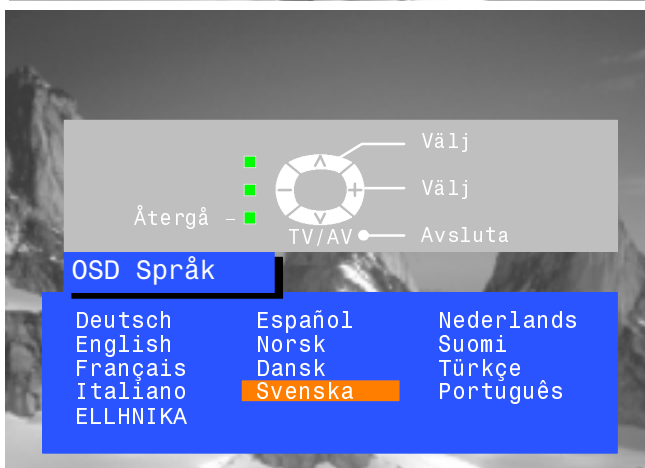 Välj
Välj
Återgå
TV/AV
Avsluta
OSD Språk
Deutsch Español Nederlands
English Norsk Suomi
Français Dansk Türkçe
Italiano Svenska Português
ELLHNIKA